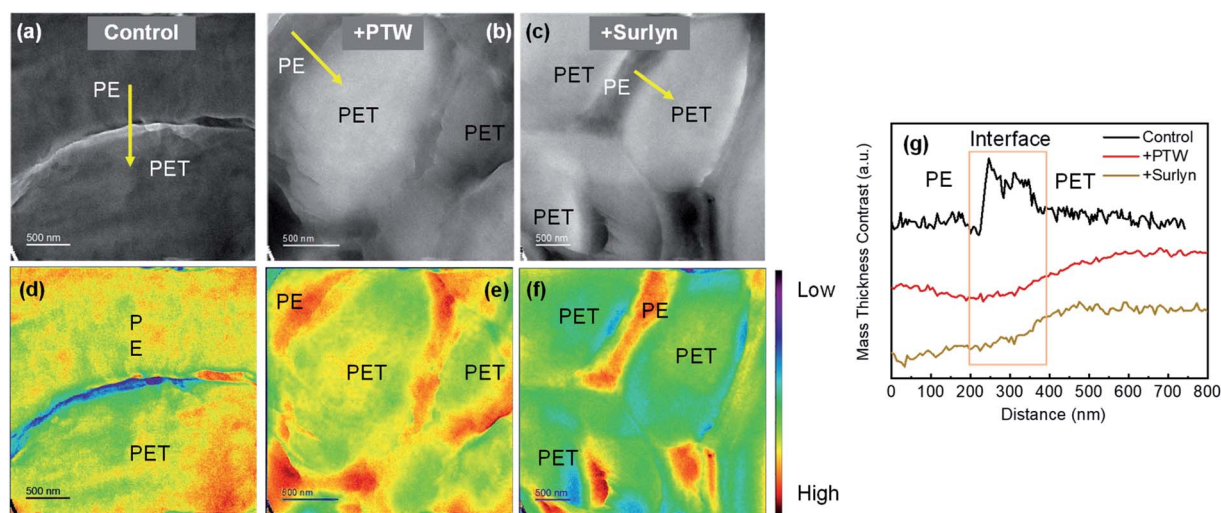 (a)
Control
PE
PET
500 nm
+PTW
(b)
PE
PET
PET
500 nm
(c)
+Surlyn
PET
PE
PET
PET
500 nm
(d)
P
E
PET
500 nm
PE
(e)
PET
PET
500 nm
(f)
PET
PE
PET
PET
500 nm
Low
High
(g)
Interface
PE
PET
Control
+PTW
+Surlyn
Mass Thickness Contrast (a.u.)
0 100 200 300 400 500 600 700 800
Distance (nm)